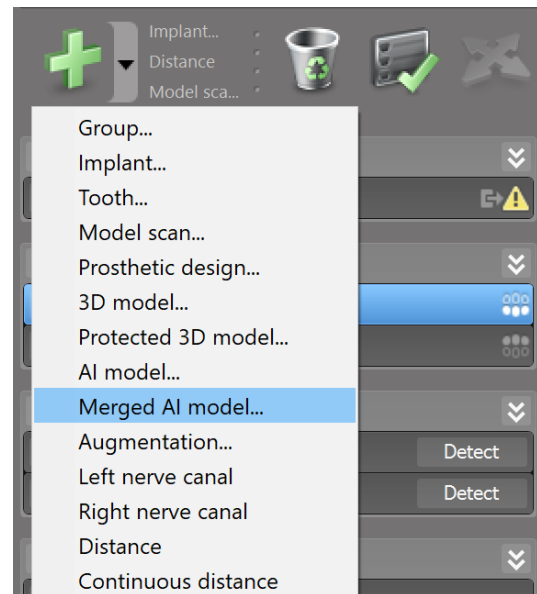 Implant...
Distance
Model sca...
Group...
Implant...
Tooth...
Model scan...
Prosthetic design...
3D model...
Protected 3D model...
AI model...
Merged AI model...
Augmentation...
Detect
Left nerve canal
Detect
Right nerve canal
Distance
Continuous distance